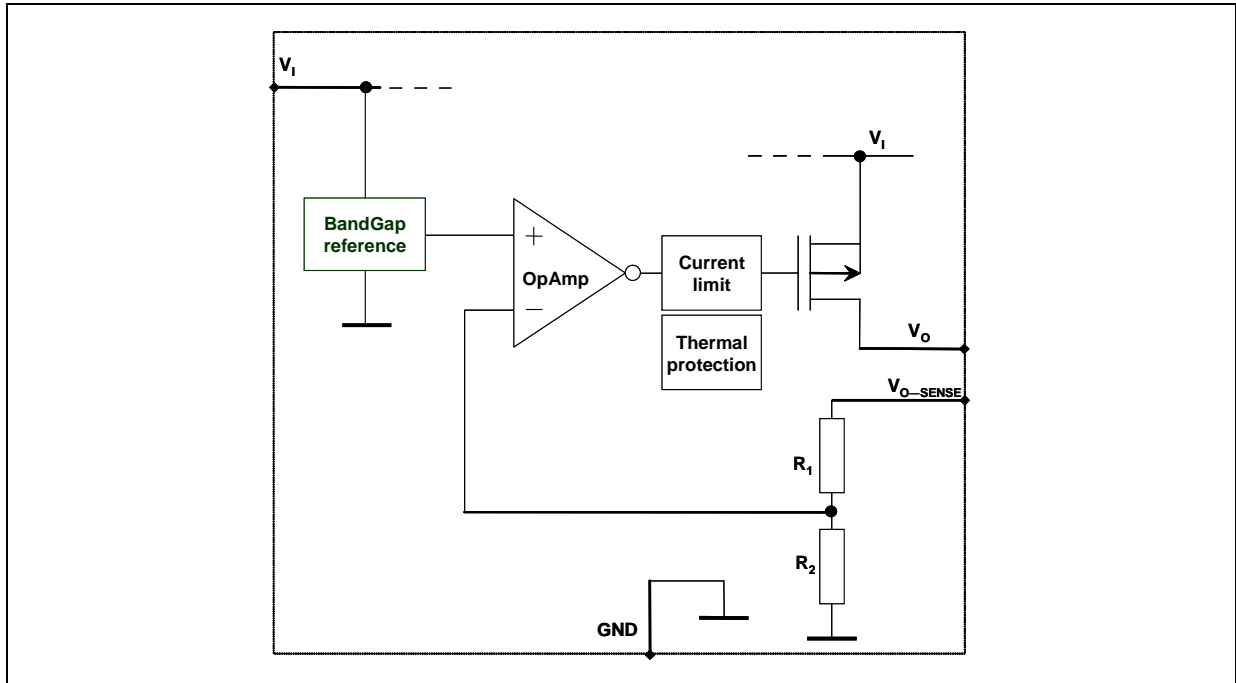 V_I
V_I
BandGap
reference
+
OpAmp
−
Current
limit
Thermal
protection
V_O
V_O—SENSE
R_1
R_2
GND